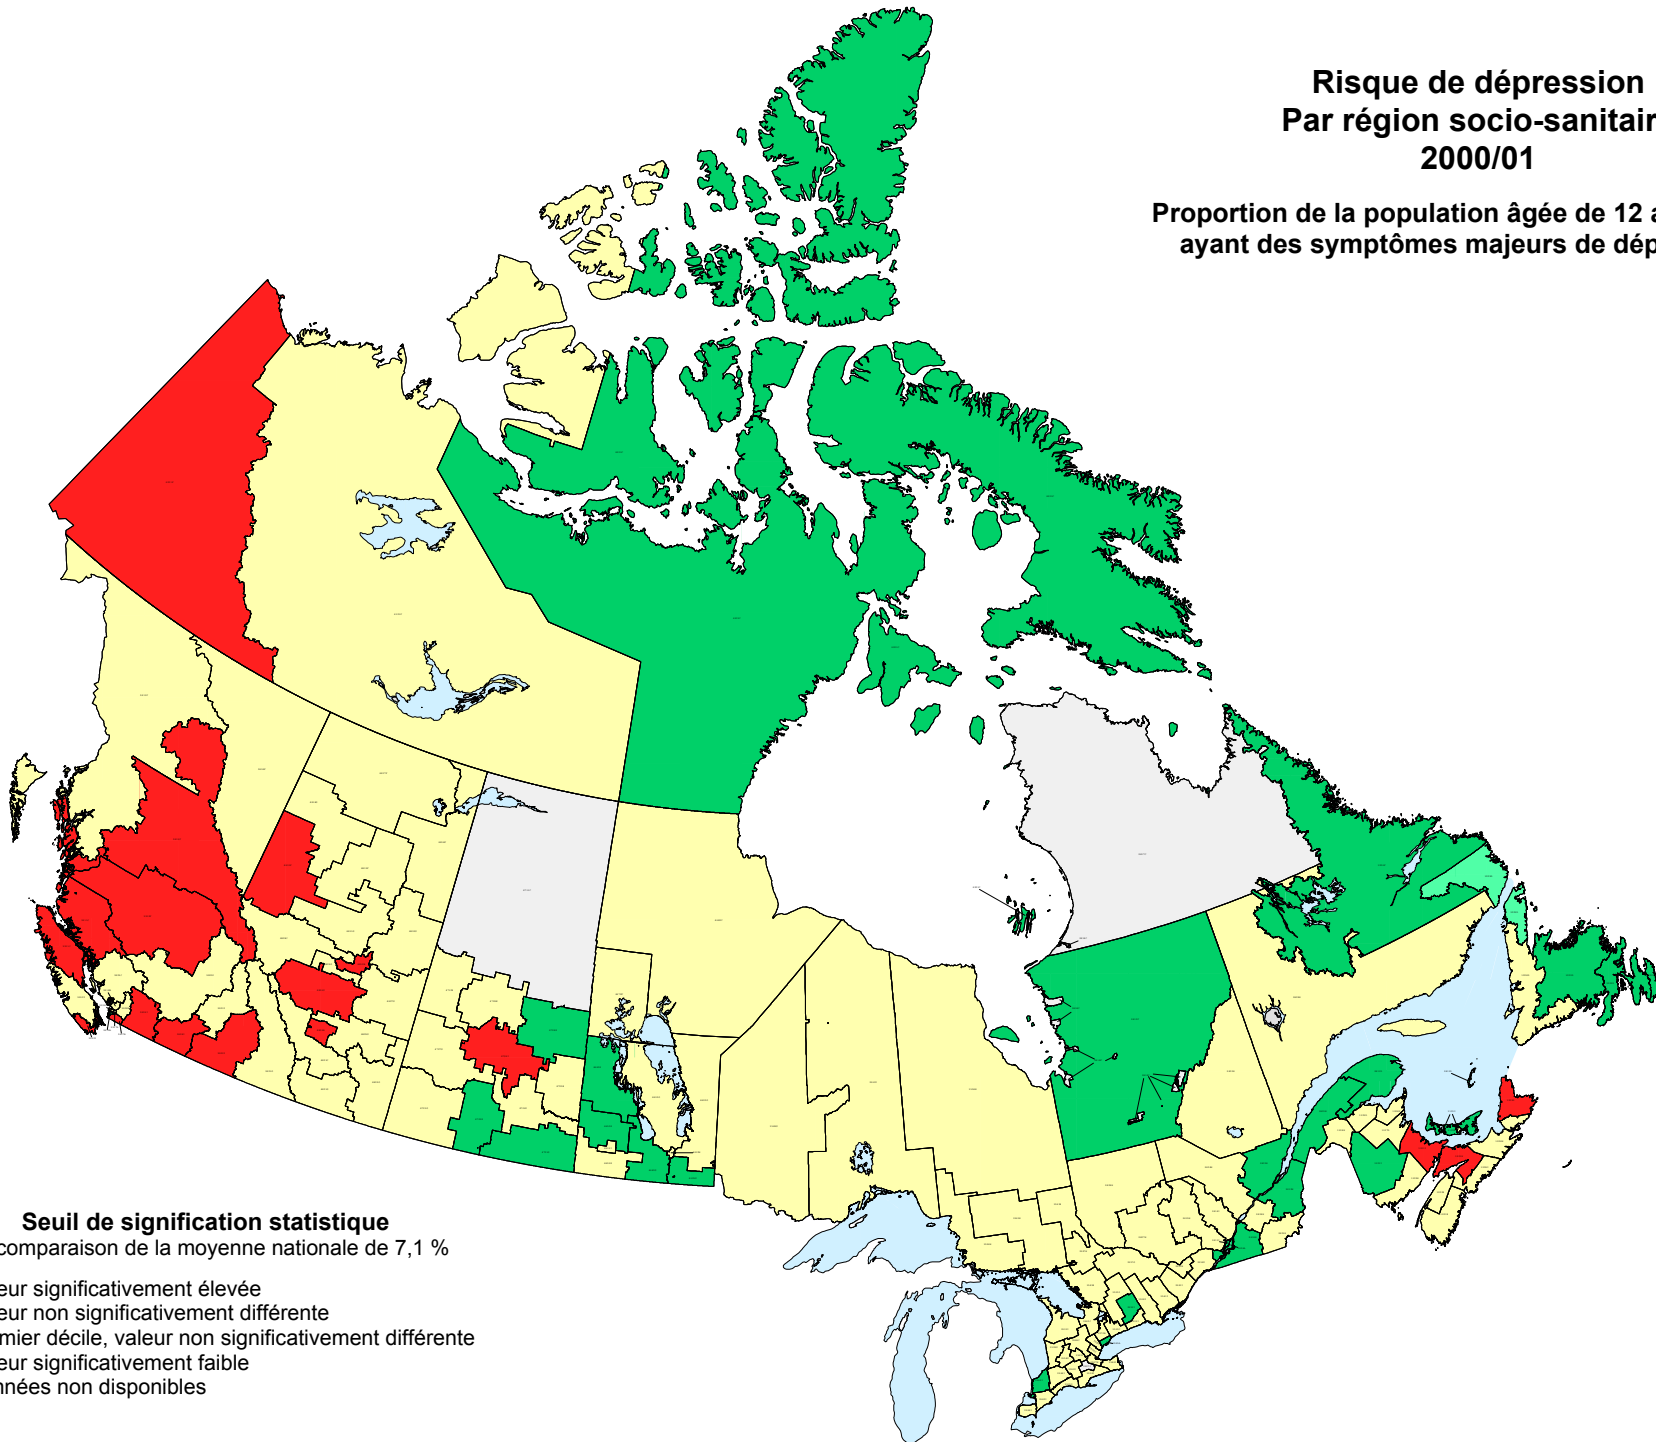 Risque de dépression
Par région socio-sanitair
2000/01
Proportion de la population âgée de 12 a
ayant des symptômes majeurs de dép
Seuil de signification statistique
comparaison de la moyenne nationale de 7,1 %
eur significativement élevée
eur non significativement différente
mier décile, valeur non significativement différente
eur significativement faible
nnées non disponibles